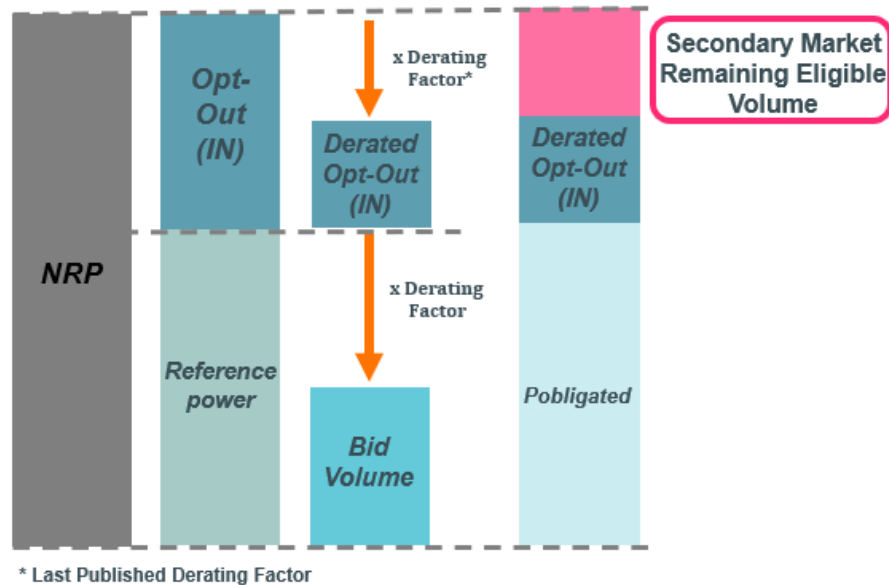 NRP
Opt-
Out
(IN)
Reference
power
x Derating
Factor*
Derated
Opt-Out
(IN)
x Derating
Factor
Bid
Volume
Derated
Opt-Out
(IN)
Pobligated
Secondary Market
Remaining Eligible
Volume
* Last Published Derating Factor